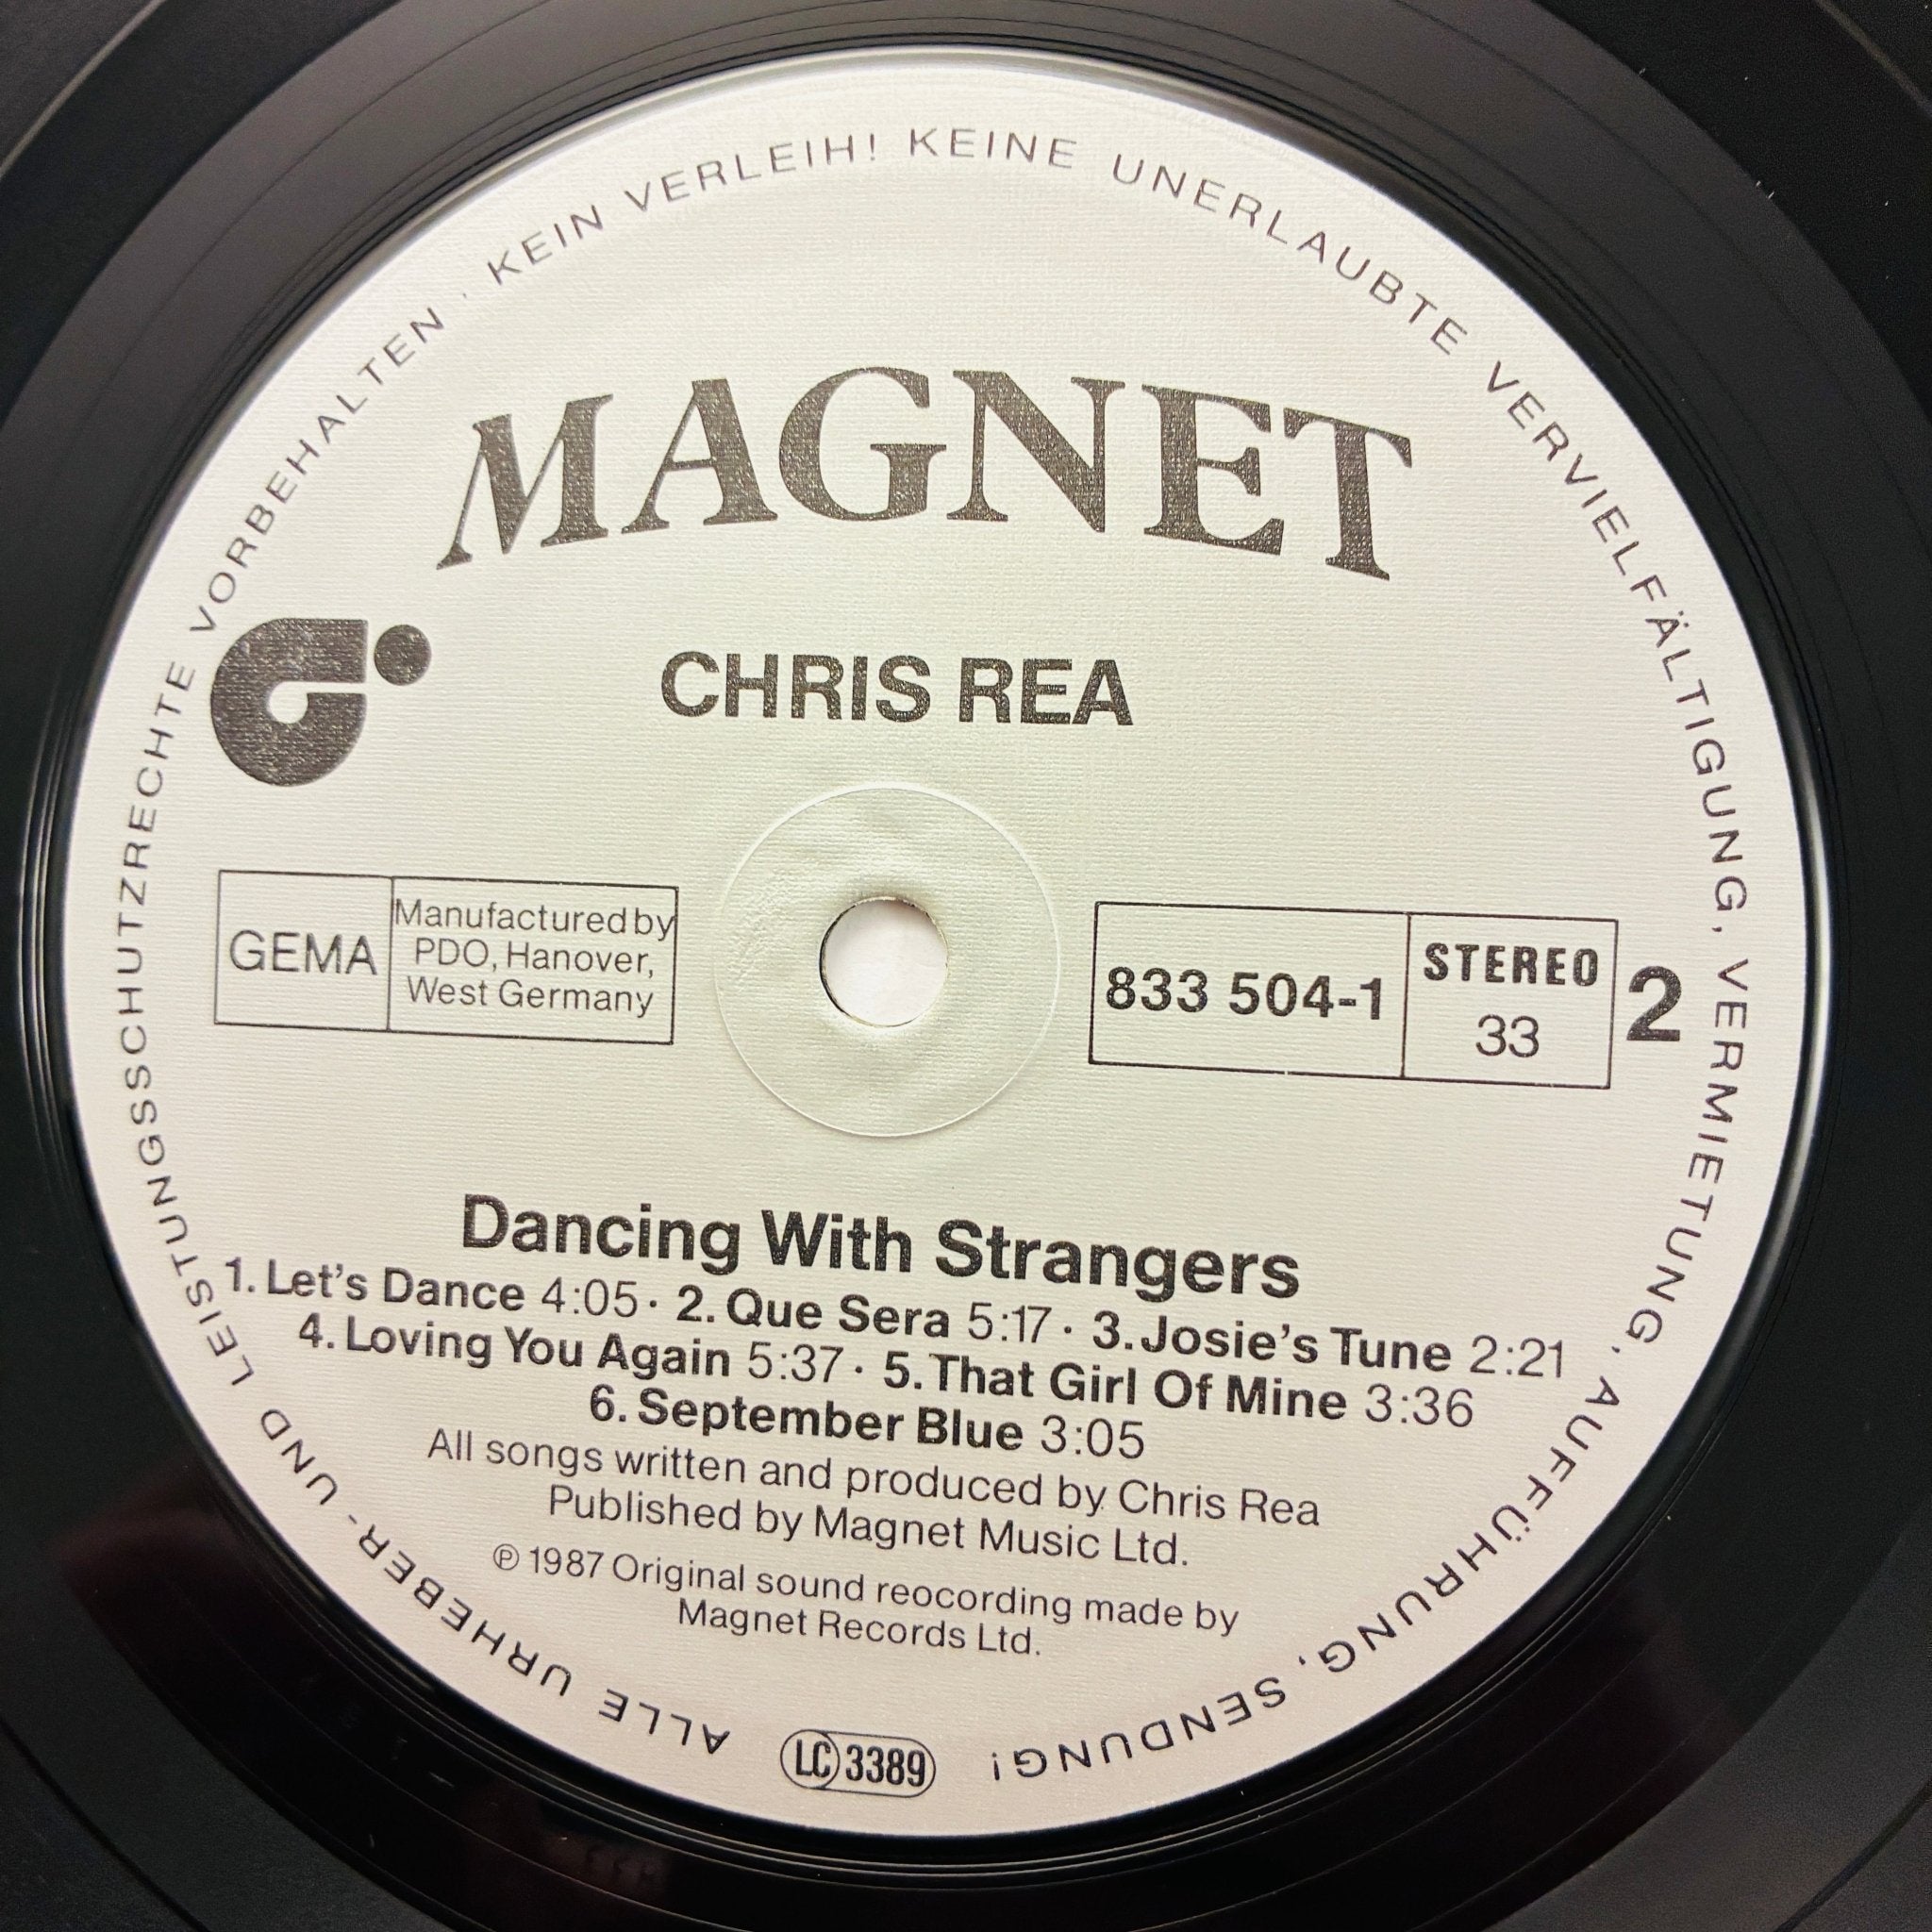 ALLE URHEBER- UND LEISTUNGSSCHUTZRECHTE VORBEHALTEN · KEIN VERLEIH! KEINE UNERLAUBTE VERVIELFÄLTIGUNG, VERMIETUNG, AUFFÜHRUNG, SENDUNG!
MAGNET
CHRIS REA
GEMA
Manufactured by
PDO, Hanover,
West Germany
833 504-1
STEREO
33
2
Dancing With Strangers
1. Let's Dance 4:05 · 2. Que Sera 5:17 · 3. Josie's Tune 2:21
4. Loving You Again 5:37 · 5. That Girl Of Mine 3:36
6. September Blue 3:05
All songs written and produced by Chris Rea
Published by Magnet Music Ltd.
℗ 1987 Original sound reocording made by
Magnet Records Ltd.
LC 3389